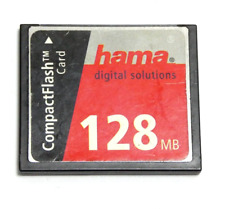 CompactFlash™
Card
hama®
digital solutions
128 MB